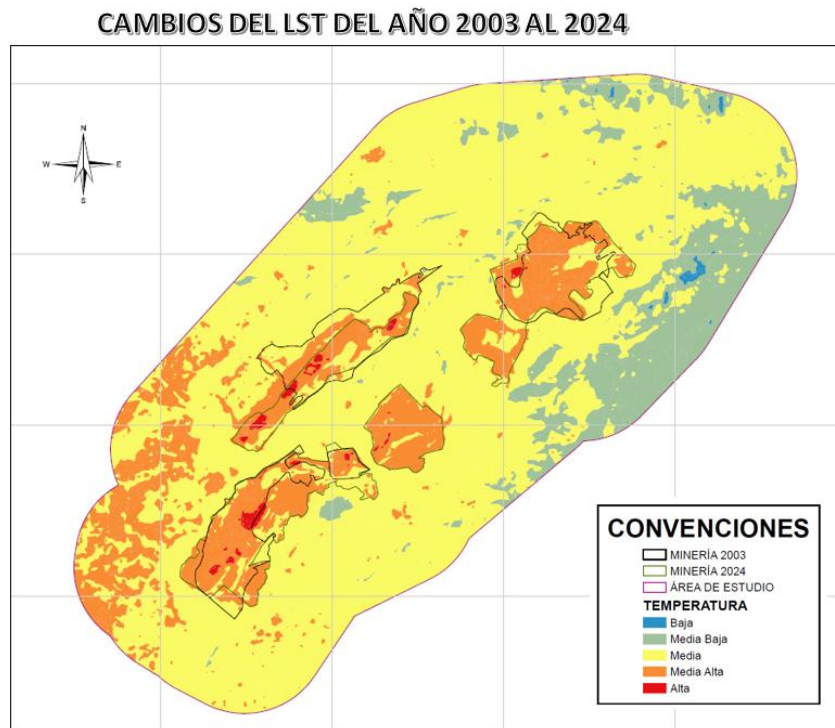 CAMBIOS DEL LST DEL AÑO 2003 AL 2024
N
W E
S
CONVENCIONES
MINERÍA 2003
MINERÍA 2024
ÁREA DE ESTUDIO
TEMPERATURA
Baja
Media Baja
Media
Media Alta
Alta